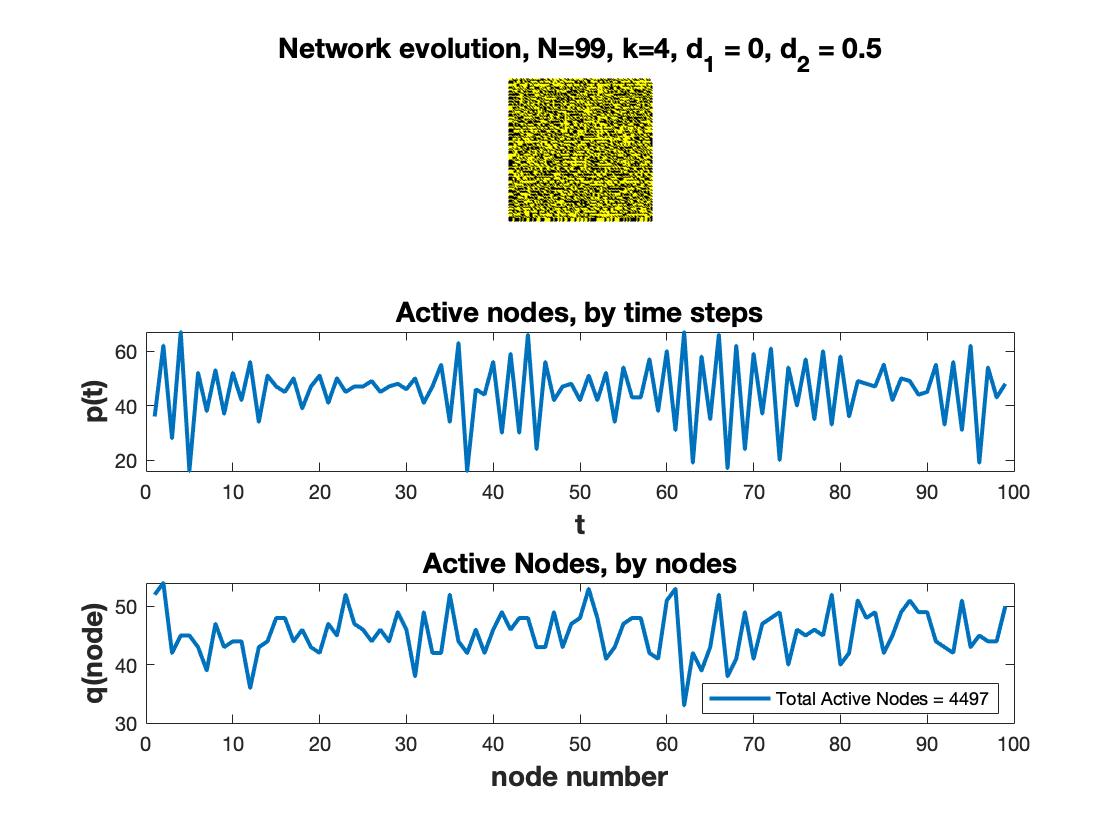 Network evolution, N=99, k=4, d1 = 0, d2 = 0.5
Active nodes, by time steps
60
40
20
p(t)
0 10 20 30 40 50 60 70 80 90 100
t
Active Nodes, by nodes
50
40
30
q(node)
Total Active Nodes = 4497
0 10 20 30 40 50 60 70 80 90 100
node number